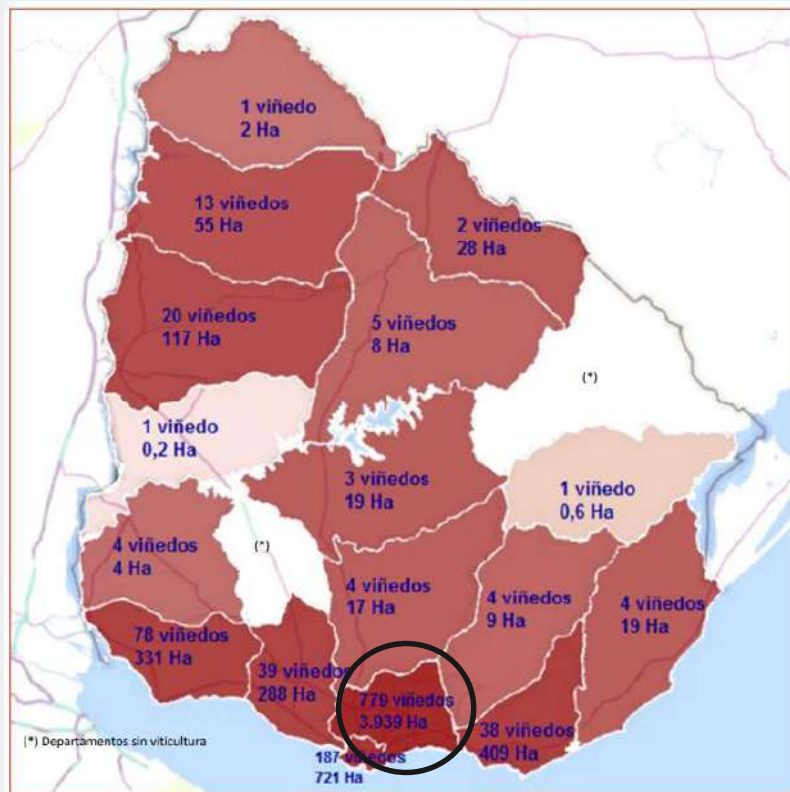 1 viñedo
2 Ha
13 viñedos
55 Ha
2 viñedos
28 Ha
20 viñedos
117 Ha
5 viñedos
8 Ha
(*)
1 viñedo
0,2 Ha
3 viñedos
19 Ha
1 viñedo
0,6 Ha
4 viñedos
4 Ha
(*)
4 viñedos
17 Ha
4 viñedos
9 Ha
4 viñedos
19 Ha
78 viñedos
331 Ha
39 viñedos
288 Ha
779 viñedos
3.939 Ha
38 viñedos
409 Ha
(*) Departamentos sin viticultura
187 viñedos
721 Ha